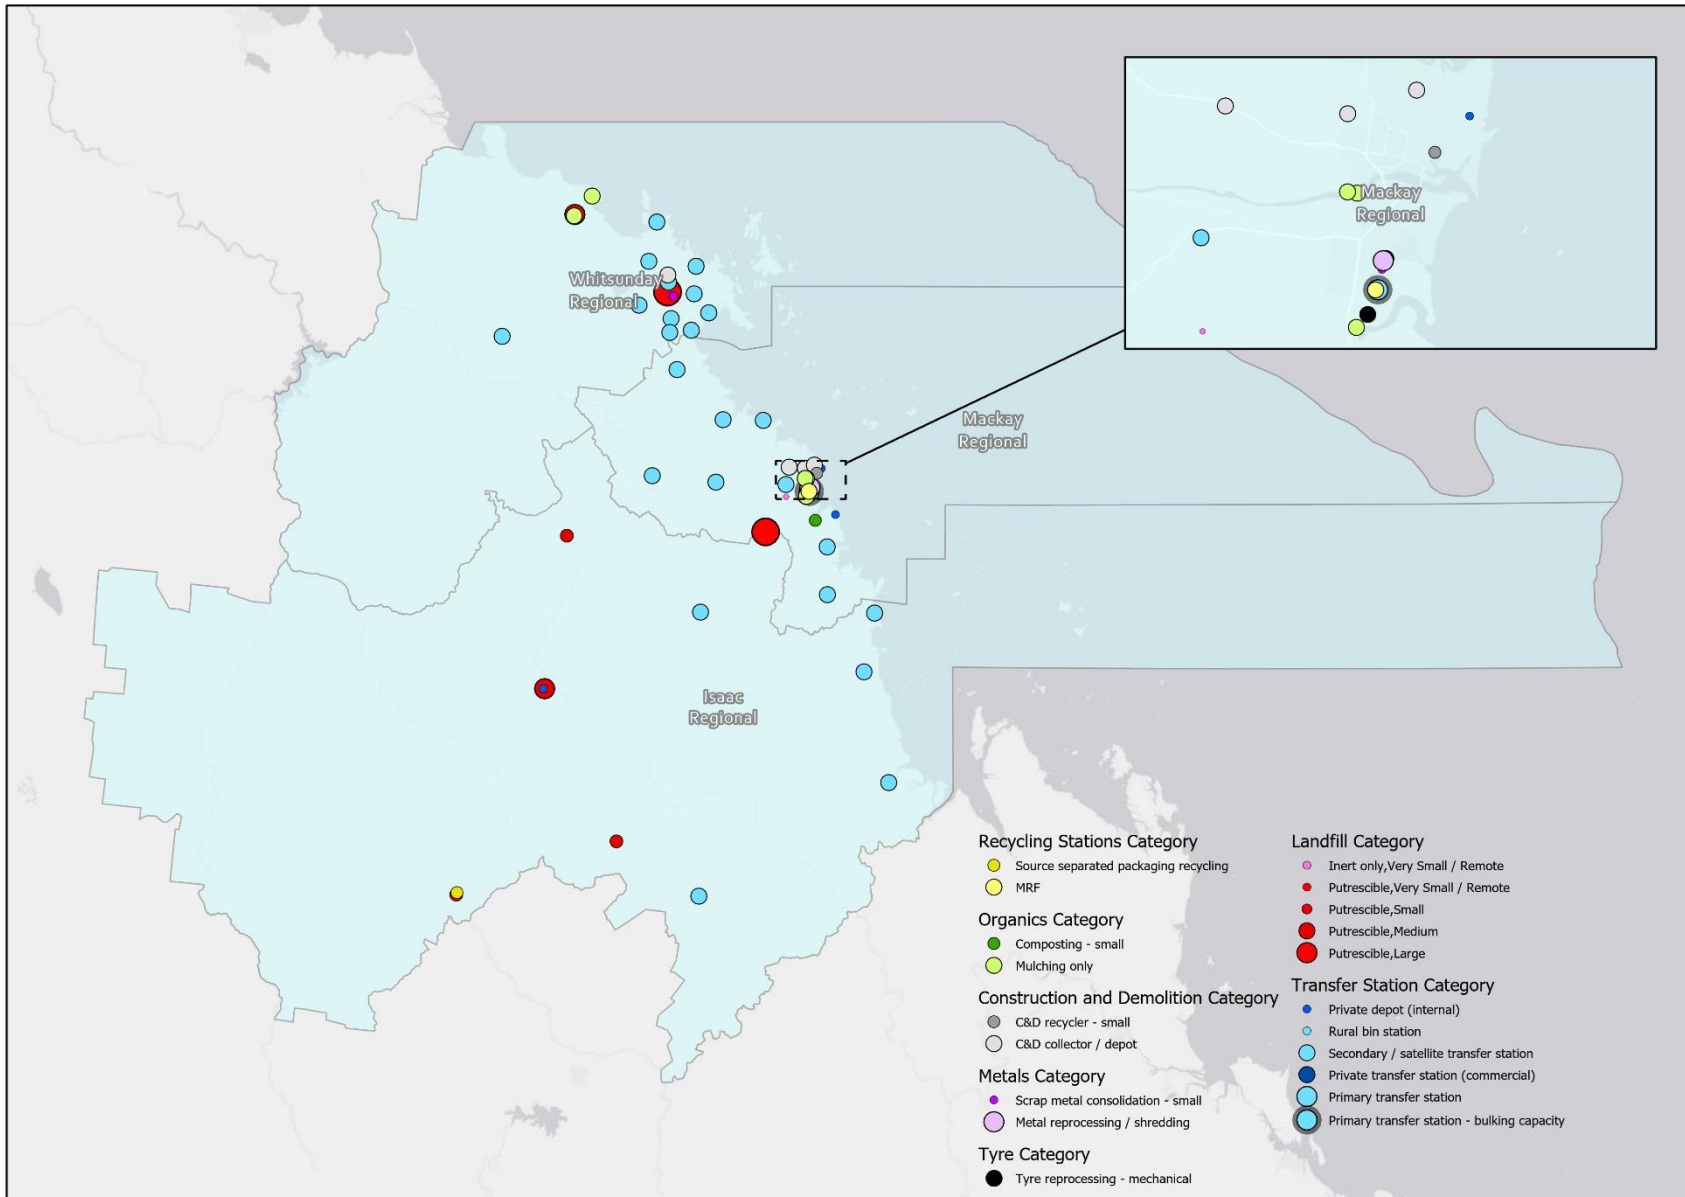 Mackay
Regional
Whitsunday
Regional
Mackay
Regional
Isaac
Regional
Recycling Stations Category
Source separated packaging recycling
MRF
Organics Category
Composting - small
Mulching only
Construction and Demolition Category
C&D recycler - small
C&D collector / depot
Metals Category
Scrap metal consolidation - small
Metal reprocessing / shredding
Tyre Category
Tyre reprocessing - mechanical
Landfill Category
Inert only,Very Small / Remote
Putrescible,Very Small / Remote
Putrescible,Small
Putrescible,Medium
Putrescible,Large
Transfer Station Category
Private depot (internal)
Rural bin station
Secondary / satellite transfer station
Private transfer station (commercial)
Primary transfer station
Primary transfer station - bulking capacity